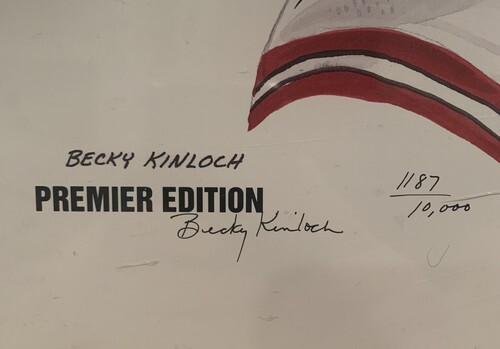 BECKY KINLOCH
PREMIER EDITION
Becky Kinloch
1187
10,000